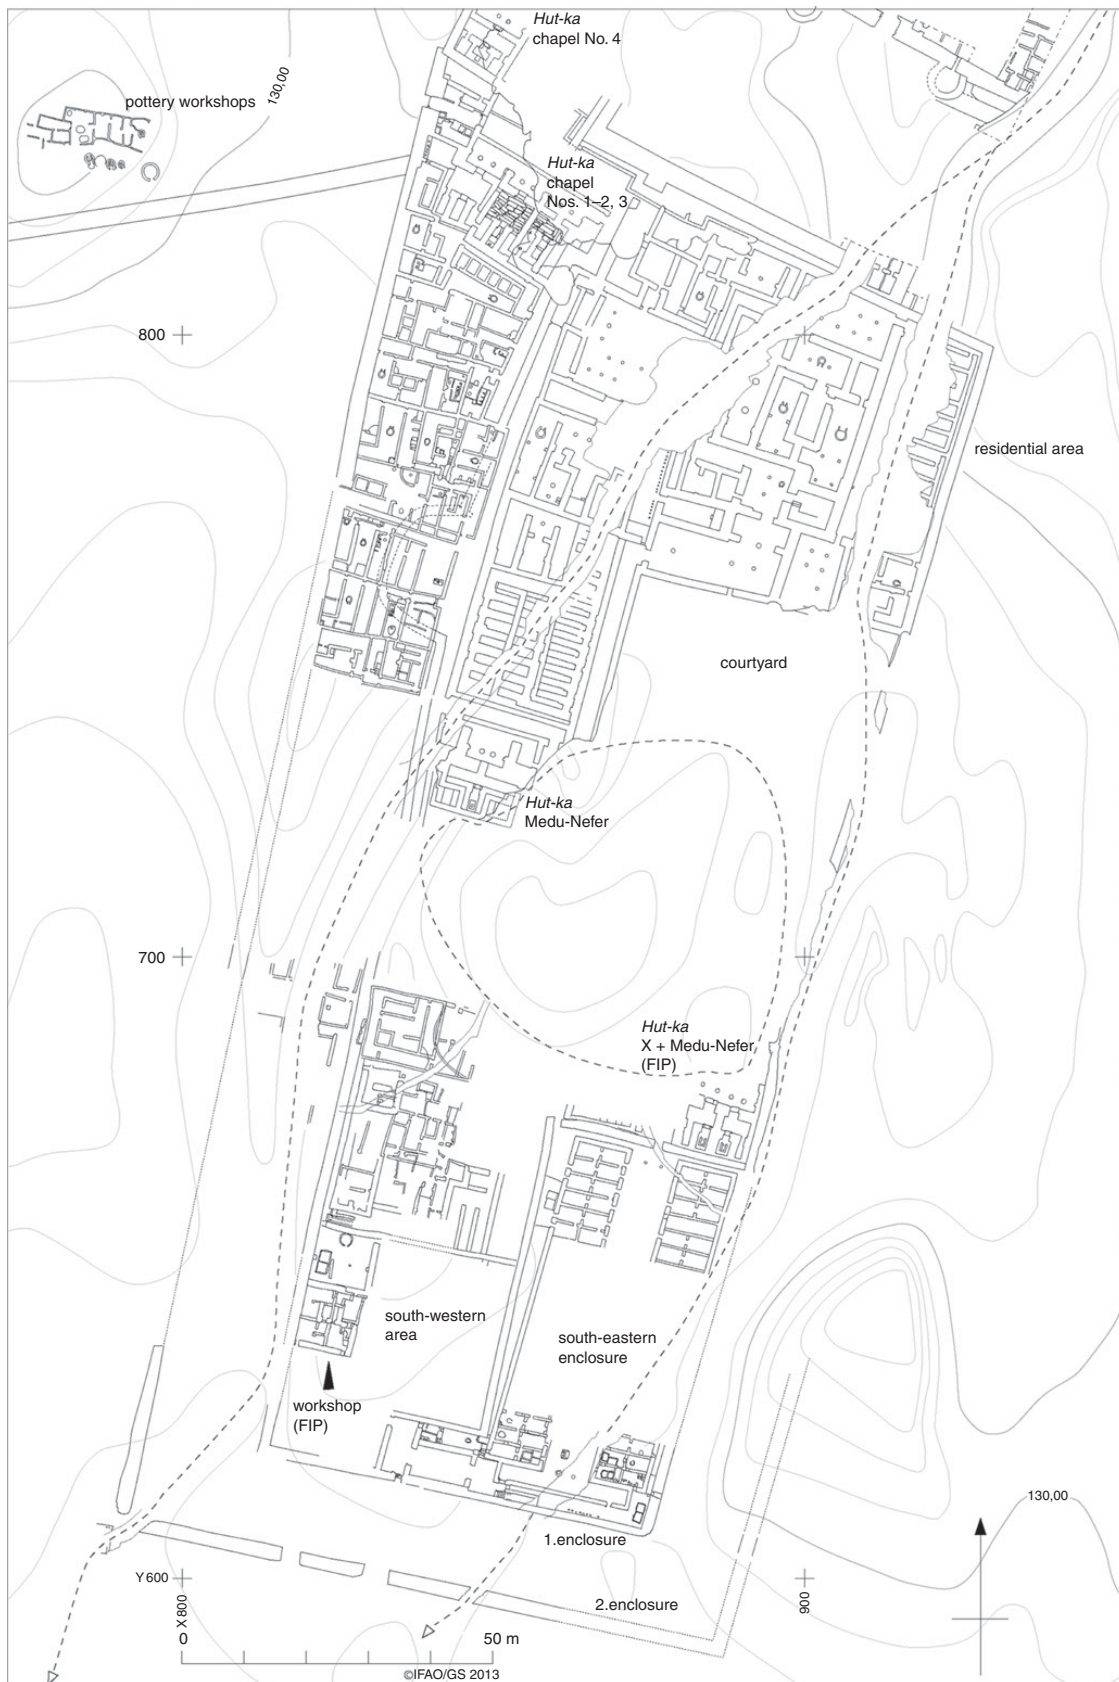 Hut-ka
chapel No. 4
130,00
pottery workshops
Hut-ka
chapel
Nos. 1–2, 3
800
residential area
courtyard
Hut-ka
Medu-Nefer
700
Hut-ka
X + Medu-Nefer
(FIP)
south-western
area
south-eastern
enclosure
workshop
(FIP)
130,00
1.enclosure
Y 600
2.enclosure
X 800
900
0
50 m
©IFAO/GS 2013